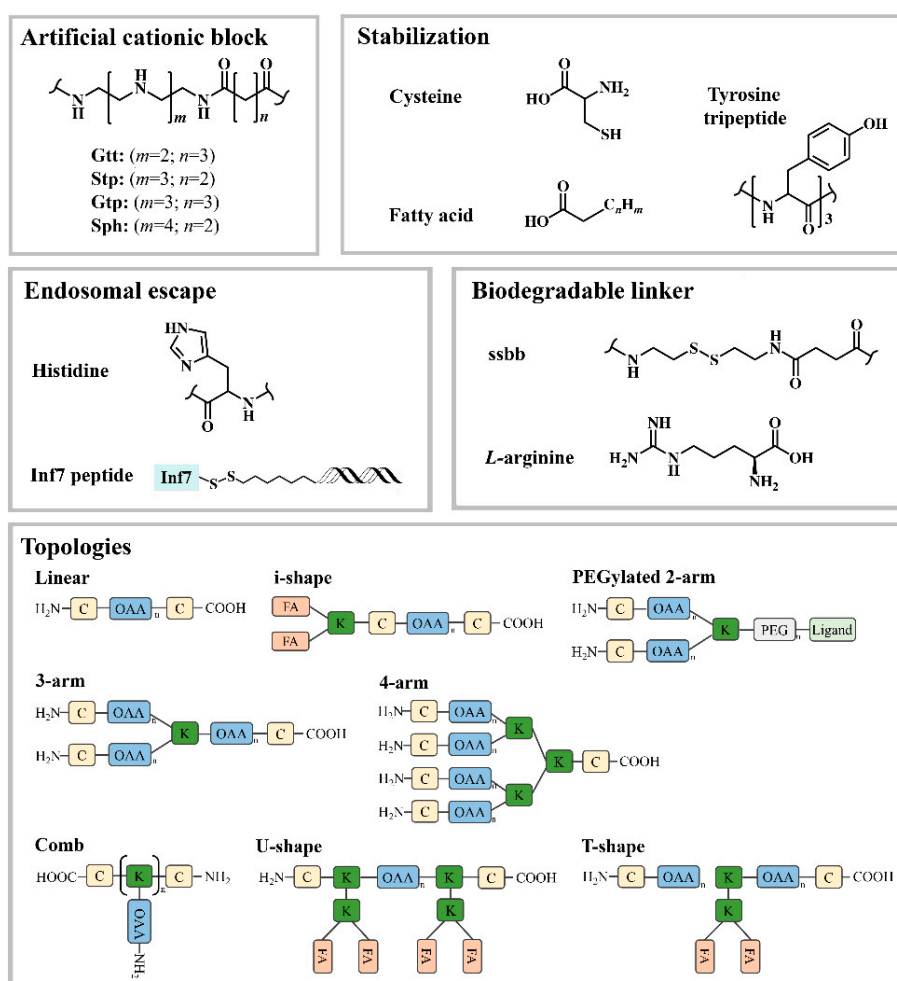 Artificial cationic block
H
N
N
H
m
N
H
O
O
n
Gtt: (m=2; n=3)
Stp: (m=3; n=2)
Gtp: (m=3; n=3)
Sph: (m=4; n=2)
Stabilization
Cysteine
O
HO
NH₂
SH
Tyrosine
tripeptide
OH
N
H
O
3
Fatty acid
O
HO
CₙHₘ
Endosomal escape
Histidine
HN
N
O
N
H
Inf7 peptide
Inf7
S
S
Biodegradable linker
ssbb
N
H
S
S
H
N
O
O
L-arginine
NH
H₂N
N
H
O
OH
NH₂
Topologies
Linear
H₂N C OAA n C COOH
i-shape
FA
FA
K C OAA n C COOH
PEGylated 2-arm
H₂N C OAA n
H₂N C OAA n
K PEG n Ligand
3-arm
H₂N C OAA n
H₂N C OAA n
K OAA n C COOH
4-arm
H₂N C OAA n
H₂N C OAA n
K
H₂N C OAA n
H₂N C OAA n
K
K C COOH
Comb
HOOC C K n C NH₂
OAA
NH₂
U-shape
H₂N C K OAA n K C COOH
K K
FA FA FA FA
T-shape
H₂N C OAA n K OAA n C COOH
K
FA FA